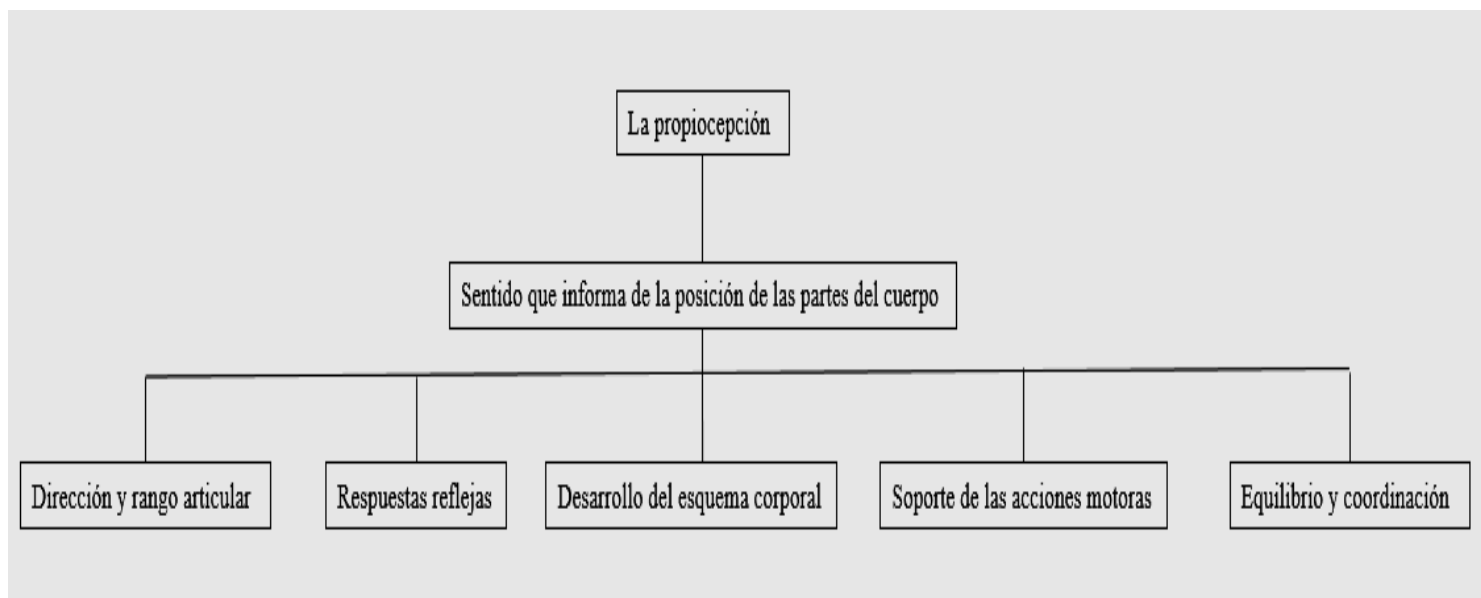 La propiocepción
Sentido que informa de la posición de las partes del cuerpo
Dirección y rango articular
Respuestas reflejas
Desarrollo del esquema corporal
Soporte de las acciones motoras
Equilibrio y coordinación